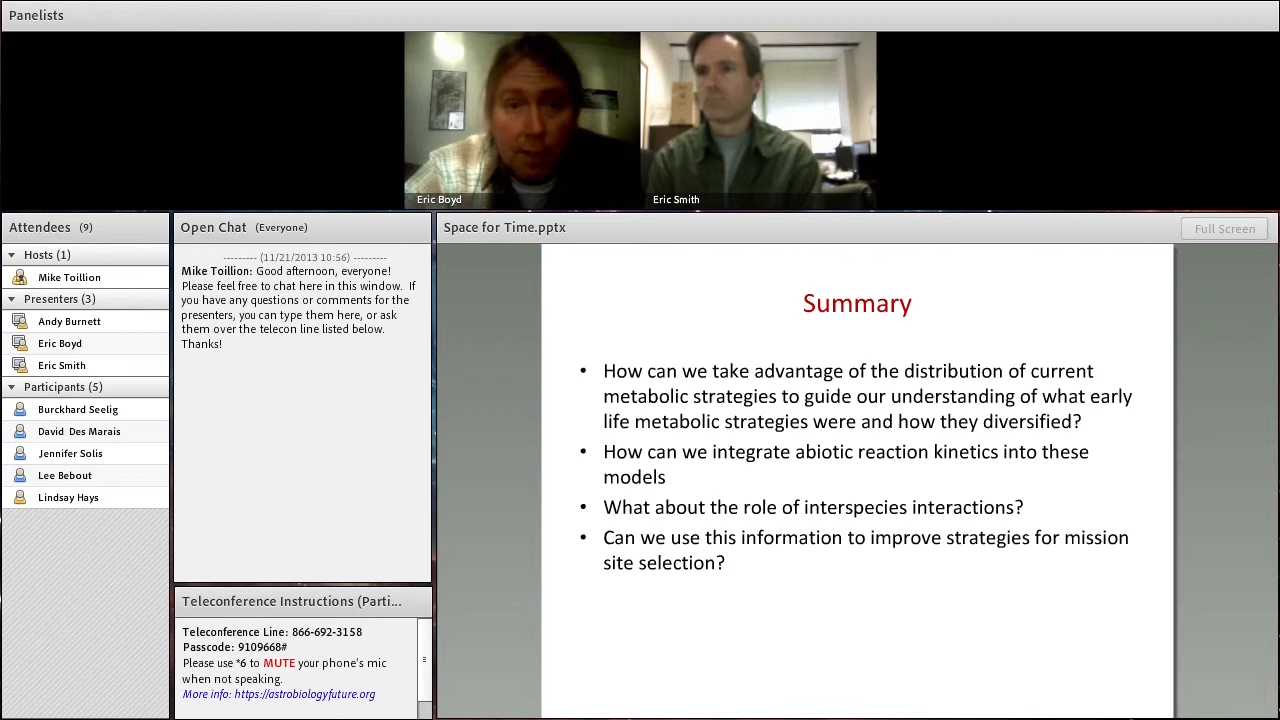 Panelists
Eric Boyd
Eric Smith
Attendees (9)
Hosts (1)
Mike Toillion
Presenters (3)
Andy Burnett
Eric Boyd
Eric Smith
Participants (5)
Burckhard Seelig
David Des Marais
Jennifer Solis
Lee Bebout
Lindsay Hays
Open Chat (Everyone)
--------- (11/21/2013 10:56) ---------
Mike Toillion: Good afternoon, everyone!
Please feel free to chat here in this window. If
you have any questions or comments for the
presenters, you can type them here, or ask
them over the telecon line listed below.
Thanks!
Teleconference Instructions (Parti...
Teleconference Line: 866-692-3158
Passcode: 9109668#
Please use *6 to MUTE your phone's mic
when not speaking.
More info: https://astrobiologyfuture.org
Space for Time.pptx
Full Screen
Summary
• How can we take advantage of the distribution of current
metabolic strategies to guide our understanding of what early
life metabolic strategies were and how they diversified?
• How can we integrate abiotic reaction kinetics into these
models
• What about the role of interspecies interactions?
• Can we use this information to improve strategies for mission
site selection?